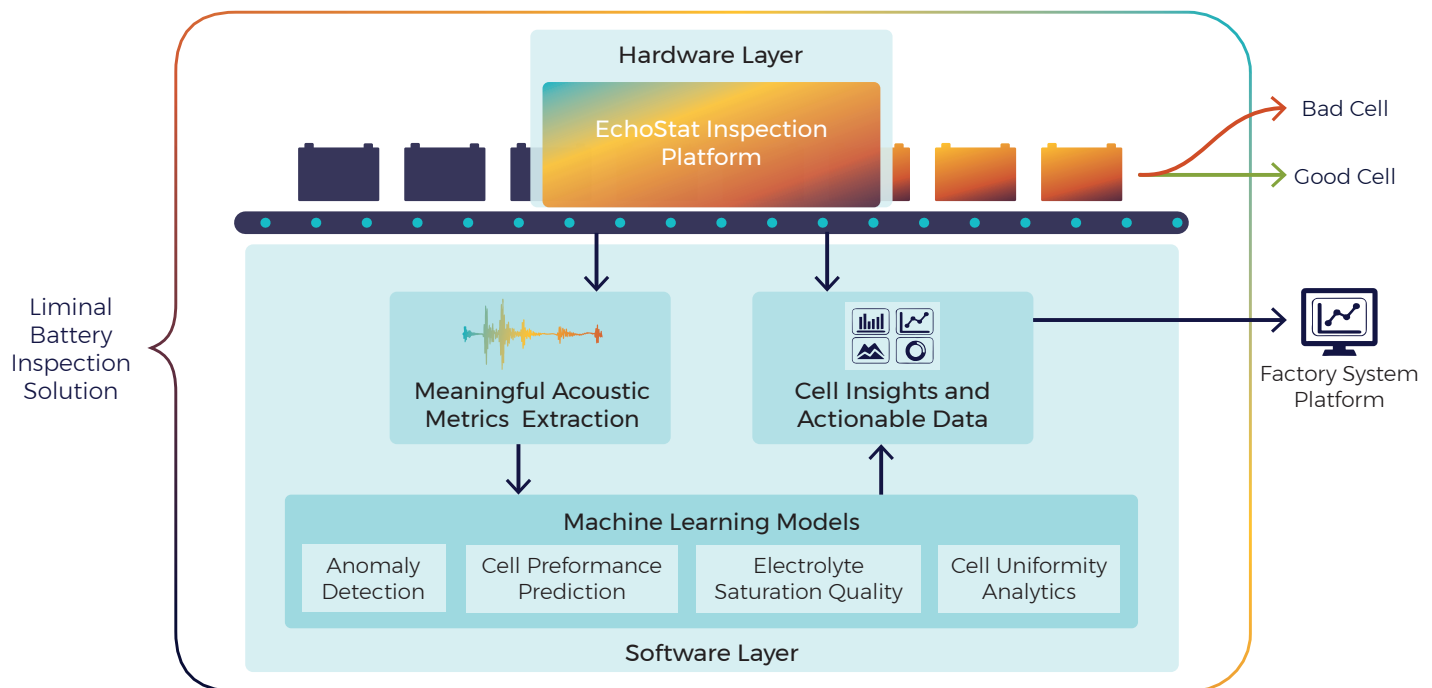 Hardware Layer
EchoStat Inspection
Platform
Bad Cell
Good Cell
Liminal
Battery
Inspection
Solution
Meaningful Acoustic
Metrics Extraction
Cell Insights and
Actionable Data
Factory System
Platform
Machine Learning Models
Anomaly
Detection
Cell Preformance
Prediction
Electrolyte
Saturation Quality
Cell Uniformity
Analytics
Software Layer